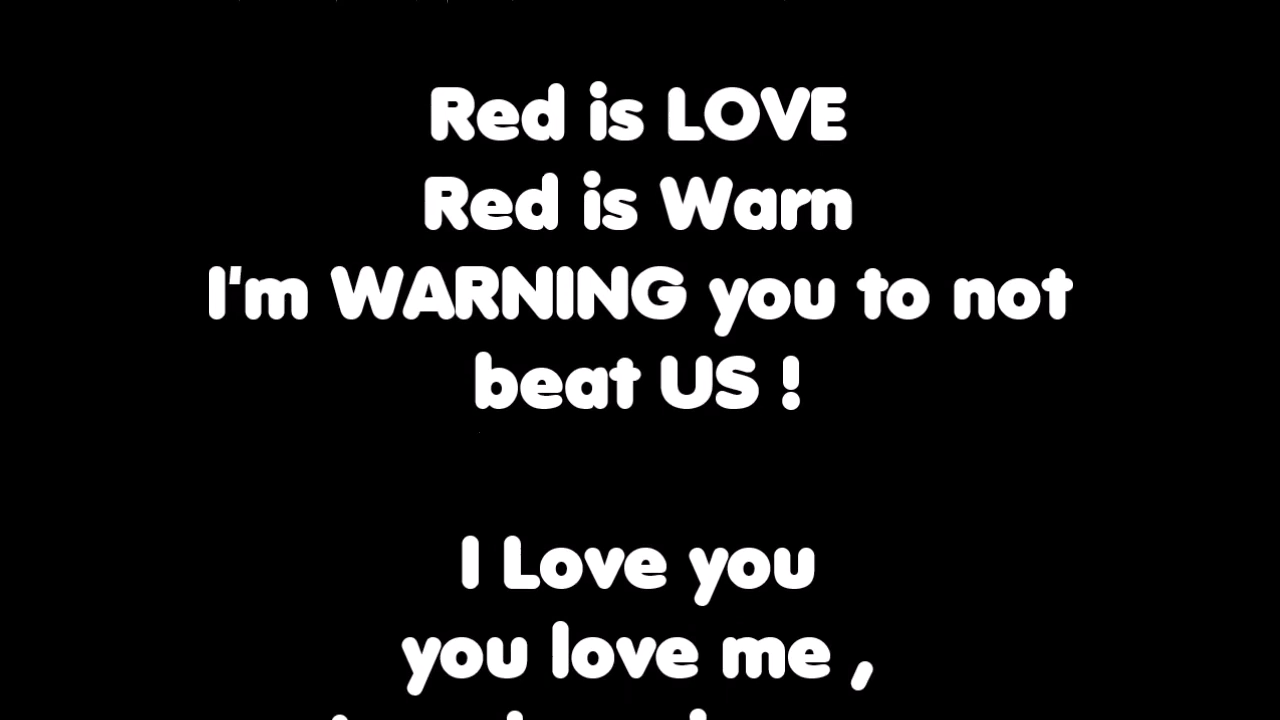 Red is LOVE
Red is Warn
I'm WARNING you to not
beat US !
I Love you
you love me ,